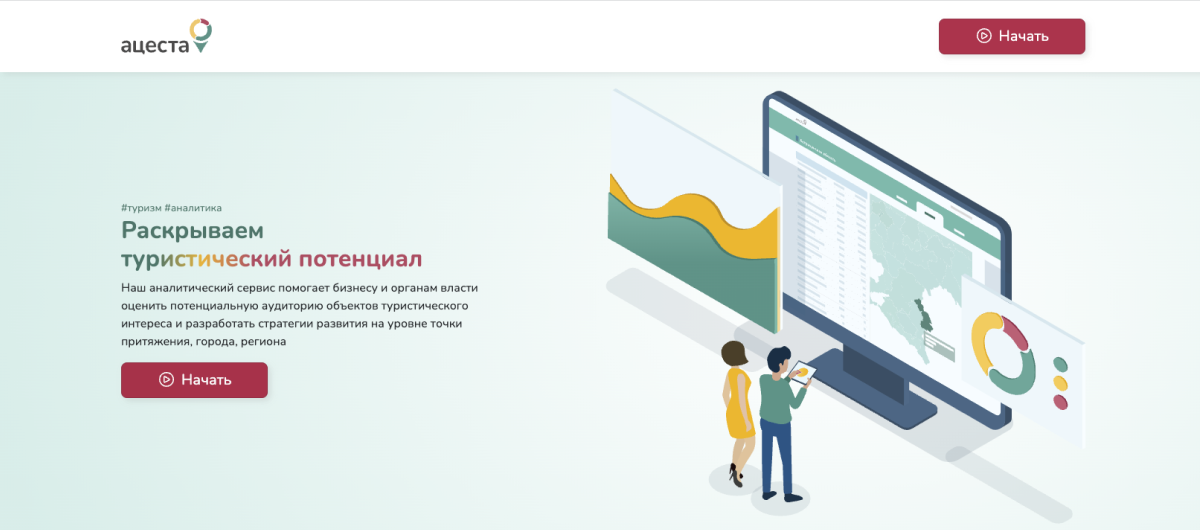 ацеста
Начать
#туризм #аналитика
Раскрываем
туристический потенциал
Наш аналитический сервис помогает бизнесу и органам власти
оценить потенциальную аудиторию объектов туристического
интереса и разработать стратегии развития на уровне точки
притяжения, города, региона
Начать